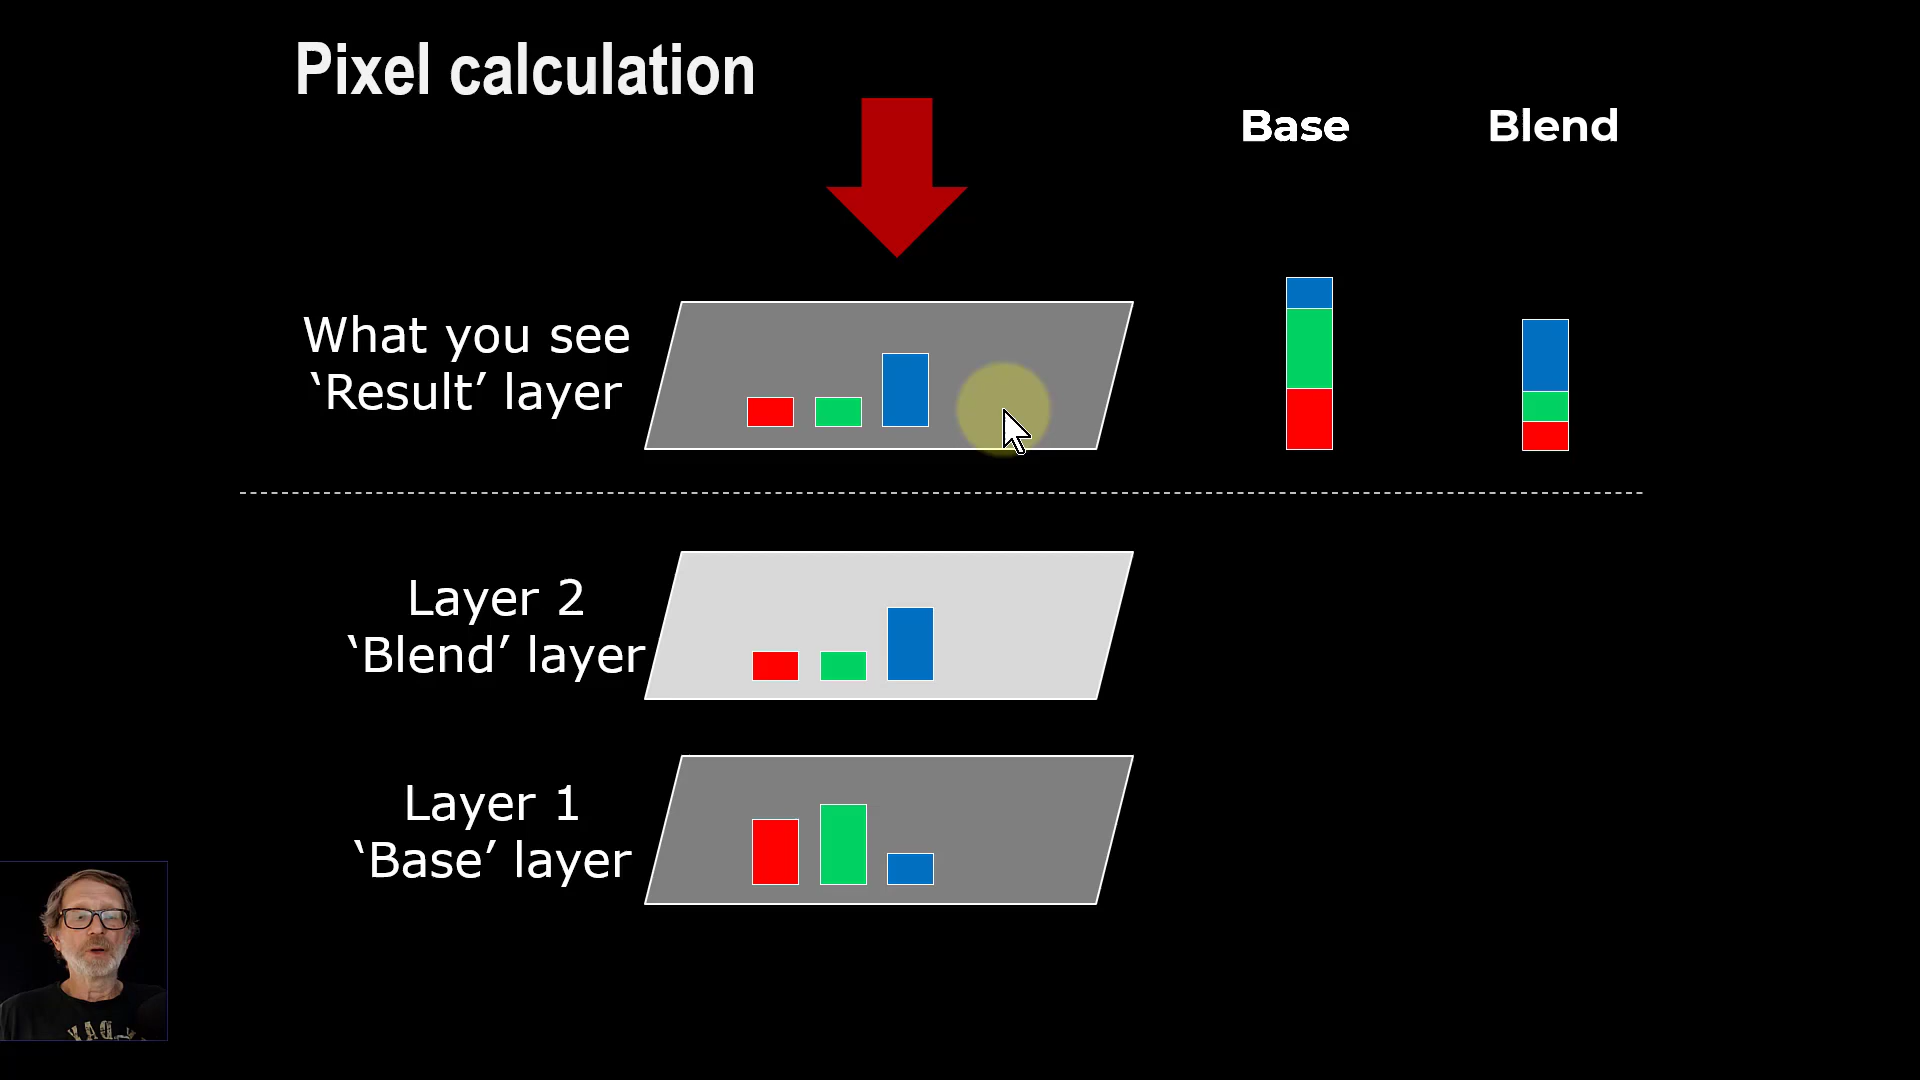 Pixel calculation
Base
Blend
What you see
‘Result’ layer
Layer 2
‘Blend’ layer
Layer 1
‘Base’ layer